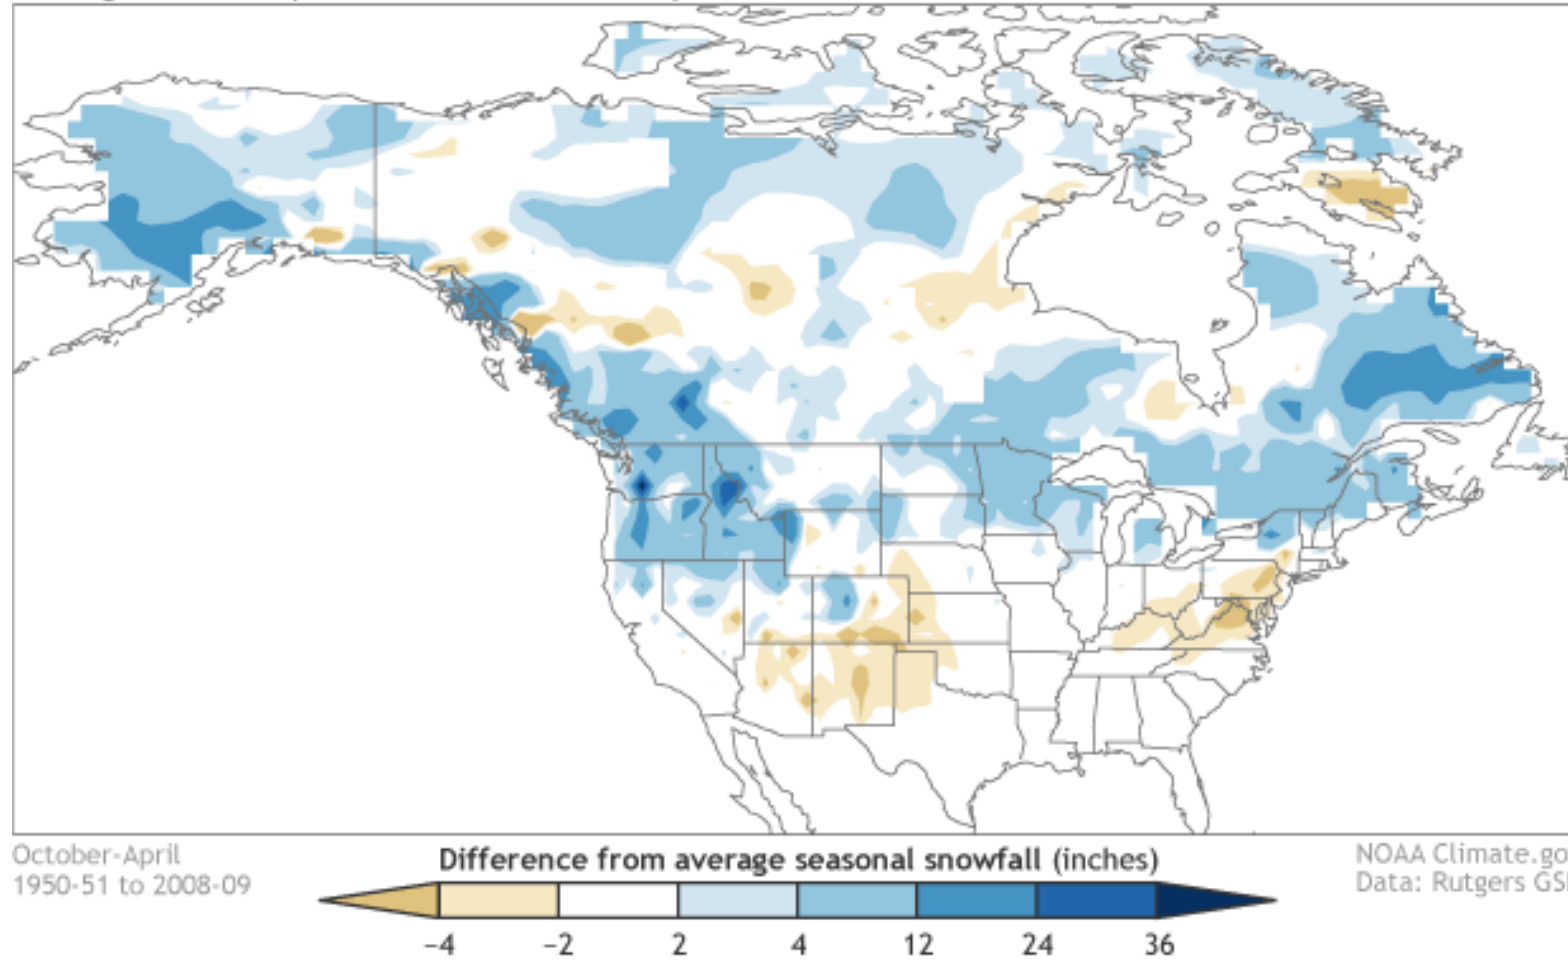 Difference from average seasonal snowfall (inches)
October-April
1950-51 to 2008-09
NOAA Climate.go
Data: Rutgers GS
−4 −2 2 4 12 24 36